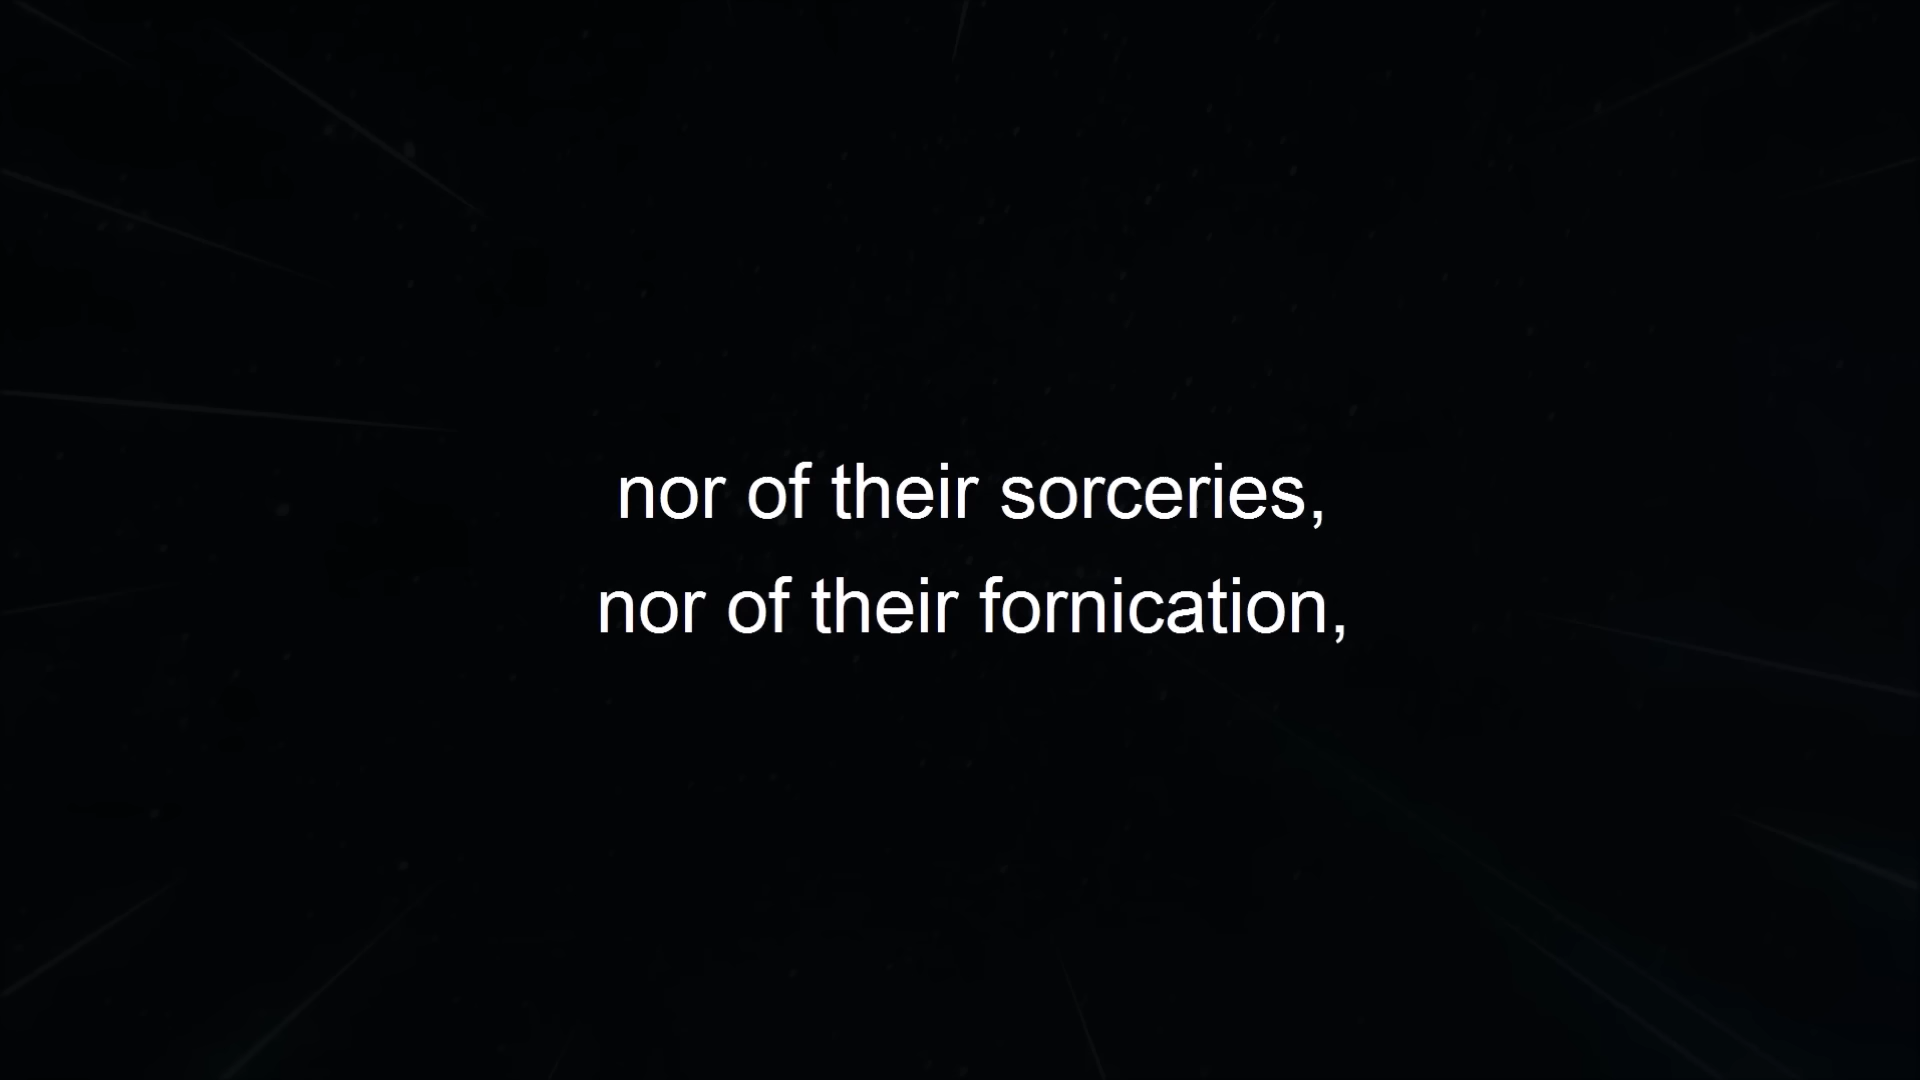 nor of their sorceries,
nor of their fornication,